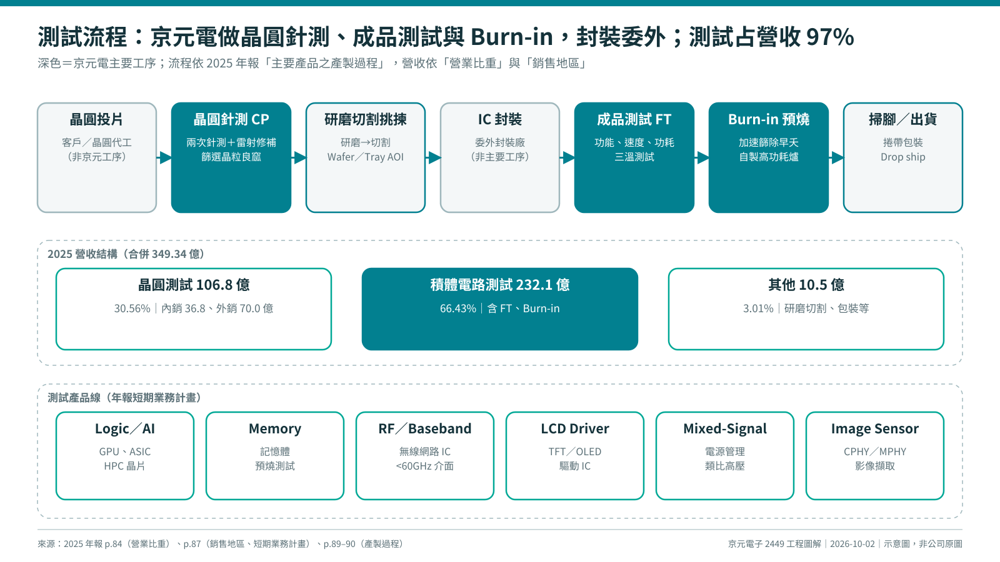 測試流程：京元電做晶圓針測、成品測試與 Burn-in，封裝委外；測試占營收 97%
深色＝京元電主要工序；流程依 2025 年報「主要產品之產製過程」，營收依「營業比重」與「銷售地區」
晶圓投片
客戶／晶圓代工
（非京元工序）
晶圓針測 CP
兩次針測＋雷射修補
篩選晶粒良窳
研磨切割挑揀
研磨→切割
Wafer／Tray AOI
IC 封裝
委外封裝廠
（非主要工序）
成品測試 FT
功能、速度、功耗
三溫測試
Burn-in 預燒
加速篩除早夭
自製高功耗爐
掃腳／出貨
捲帶包裝
Drop ship
2025 營收結構（合併 349.34 億）
晶圓測試 106.8 億
30.56%｜內銷 36.8、外銷 70.0 億
積體電路測試 232.1 億
66.43%｜含 FT、Burn-in
其他 10.5 億
3.01%｜研磨切割、包裝等
測試產品線（年報短期業務計畫）
Logic／AI
GPU、ASIC
HPC 晶片
Memory
記憶體
預燒測試
RF／Baseband
無線網路 IC
<60GHz 介面
LCD Driver
TFT／OLED
驅動 IC
Mixed-Signal
電源管理
類比高壓
Image Sensor
CPHY／MPHY
影像擷取
來源：2025 年報 p.84（營業比重）、p.87（銷售地區、短期業務計畫）、p.89–90（產製過程）
京元電子 2449 工程圖解｜2026-10-02｜示意圖，非公司原圖